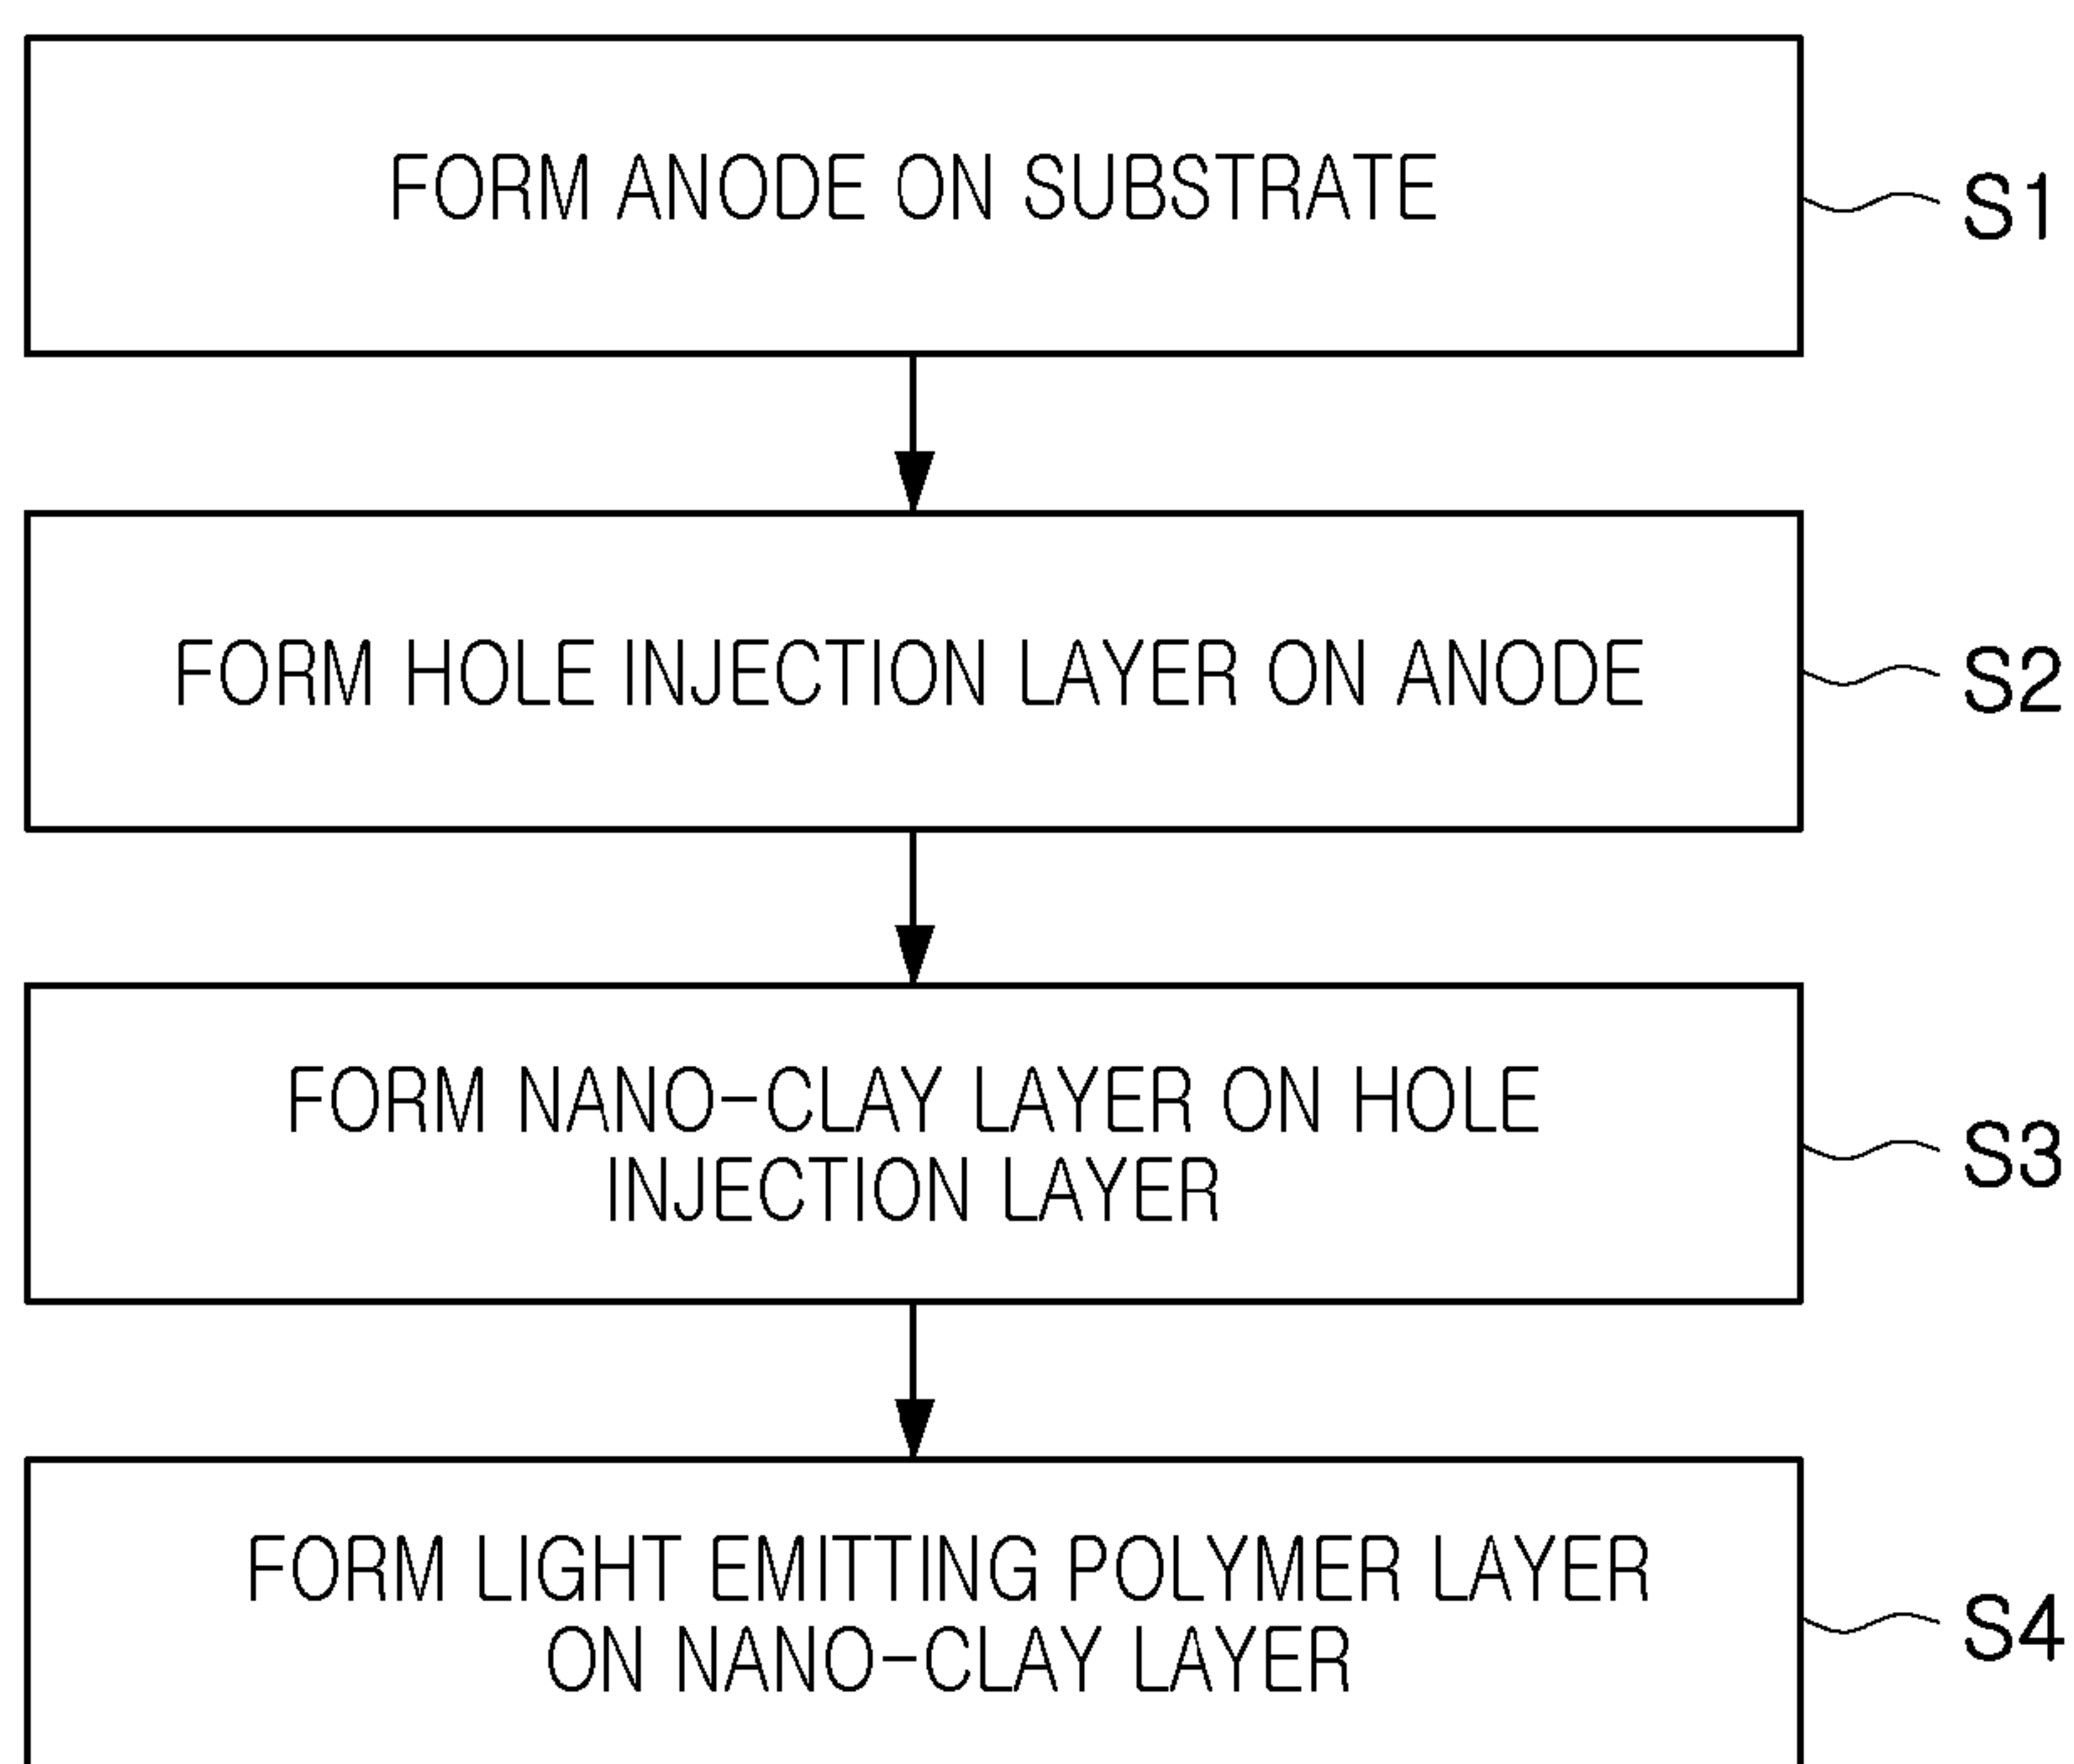 FORM ANODE ON SUBSTRATE
S1
FORM HOLE INJECTION LAYER ON ANODE
S2
FORM NANO-CLAY LAYER ON HOLE
INJECTION LAYER
S3
FORM LIGHT EMITTING POLYMER LAYER
ON NANO-CLAY LAYER
S4